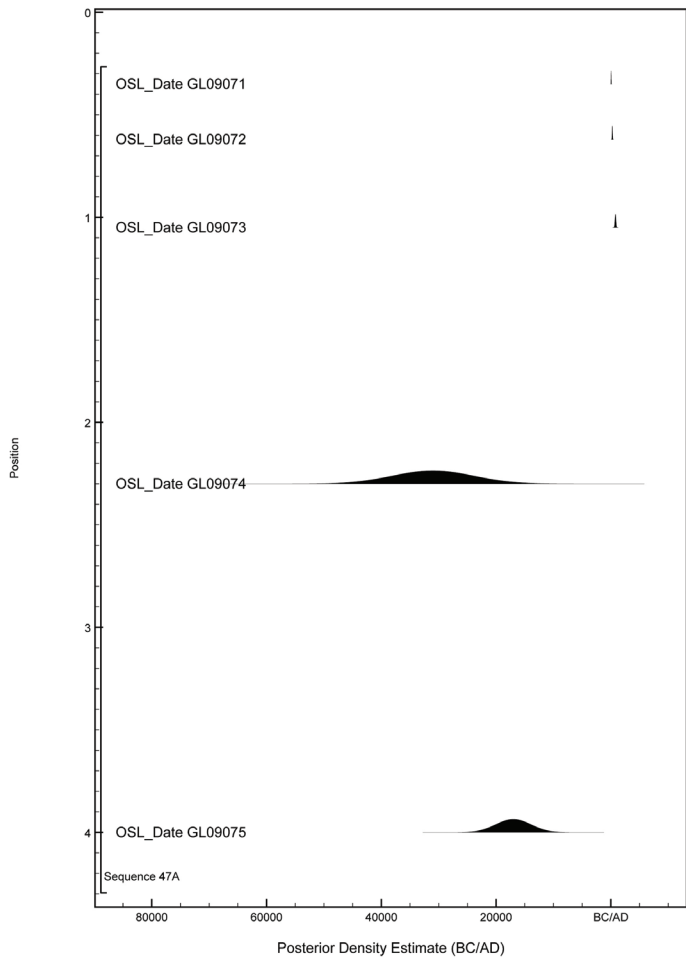 0
OSL_Date GL09071
OSL_Date GL09072
1
OSL_Date GL09073
Position
2
OSL_Date GL09074
3
4
OSL_Date GL09075
Sequence 47A
80000
60000
40000
20000
BC/AD
Posterior Density Estimate (BC/AD)